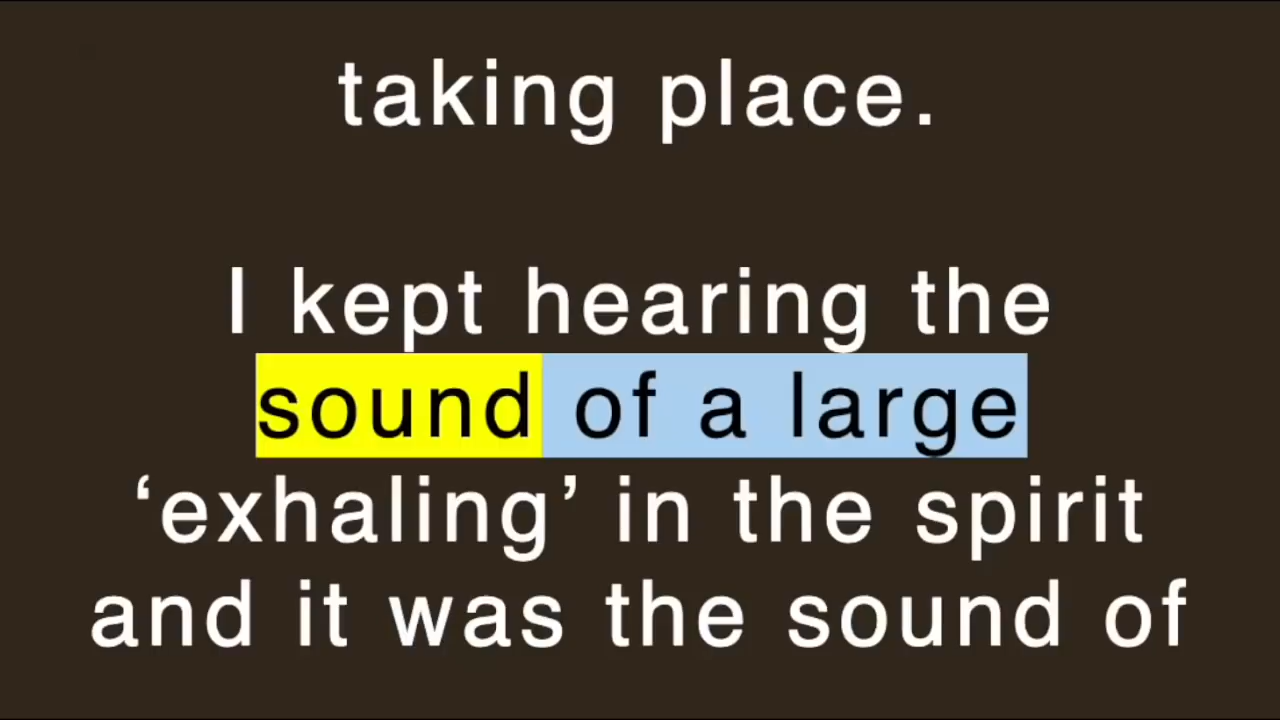 taking place.
I kept hearing the
sound of a large
‘exhaling’ in the spirit
and it was the sound of